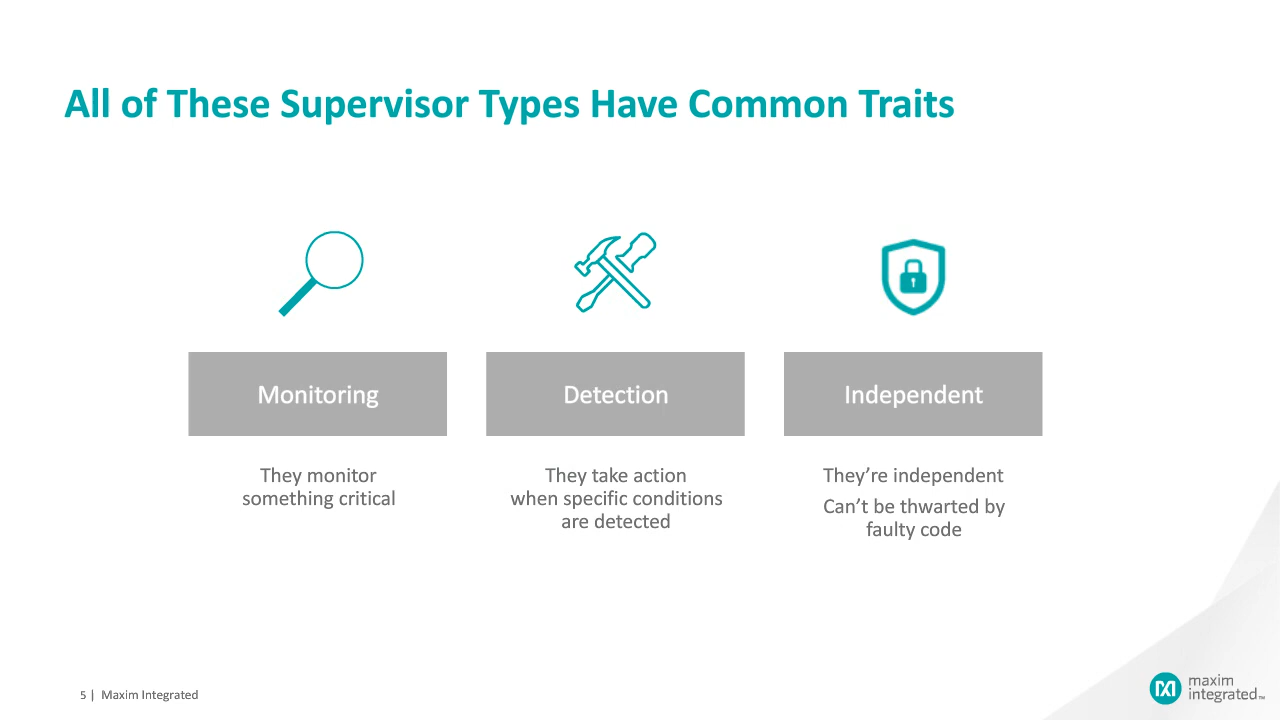 All of These Supervisor Types Have Common Traits
Monitoring
They monitor
something critical
Detection
They take action
when specific conditions
are detected
Independent
They’re independent
Can’t be thwarted by
faulty code
5 | Maxim Integrated
maxim
integrated™